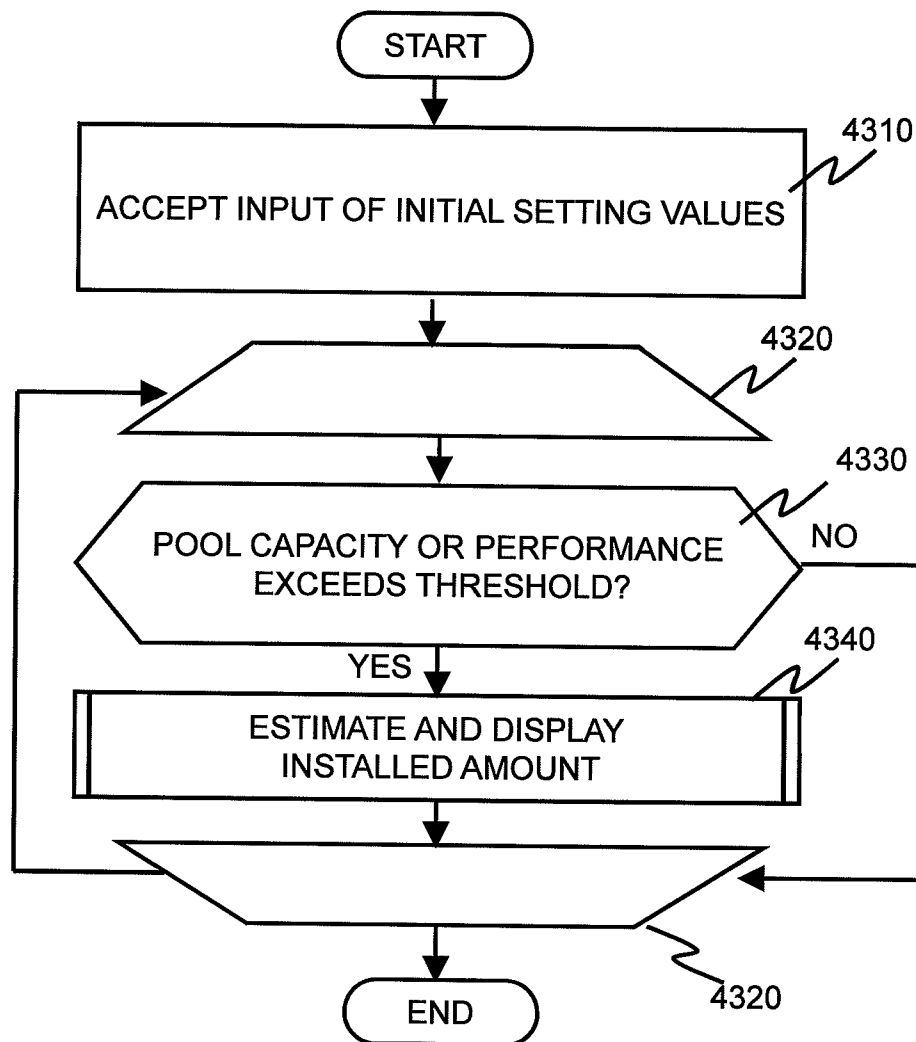 START
4310
ACCEPT INPUT OF INITIAL SETTING VALUES
4320
4330
POOL CAPACITY OR PERFORMANCE
EXCEEDS THRESHOLD?
NO
YES
4340
ESTIMATE AND DISPLAY
INSTALLED AMOUNT
4320
END